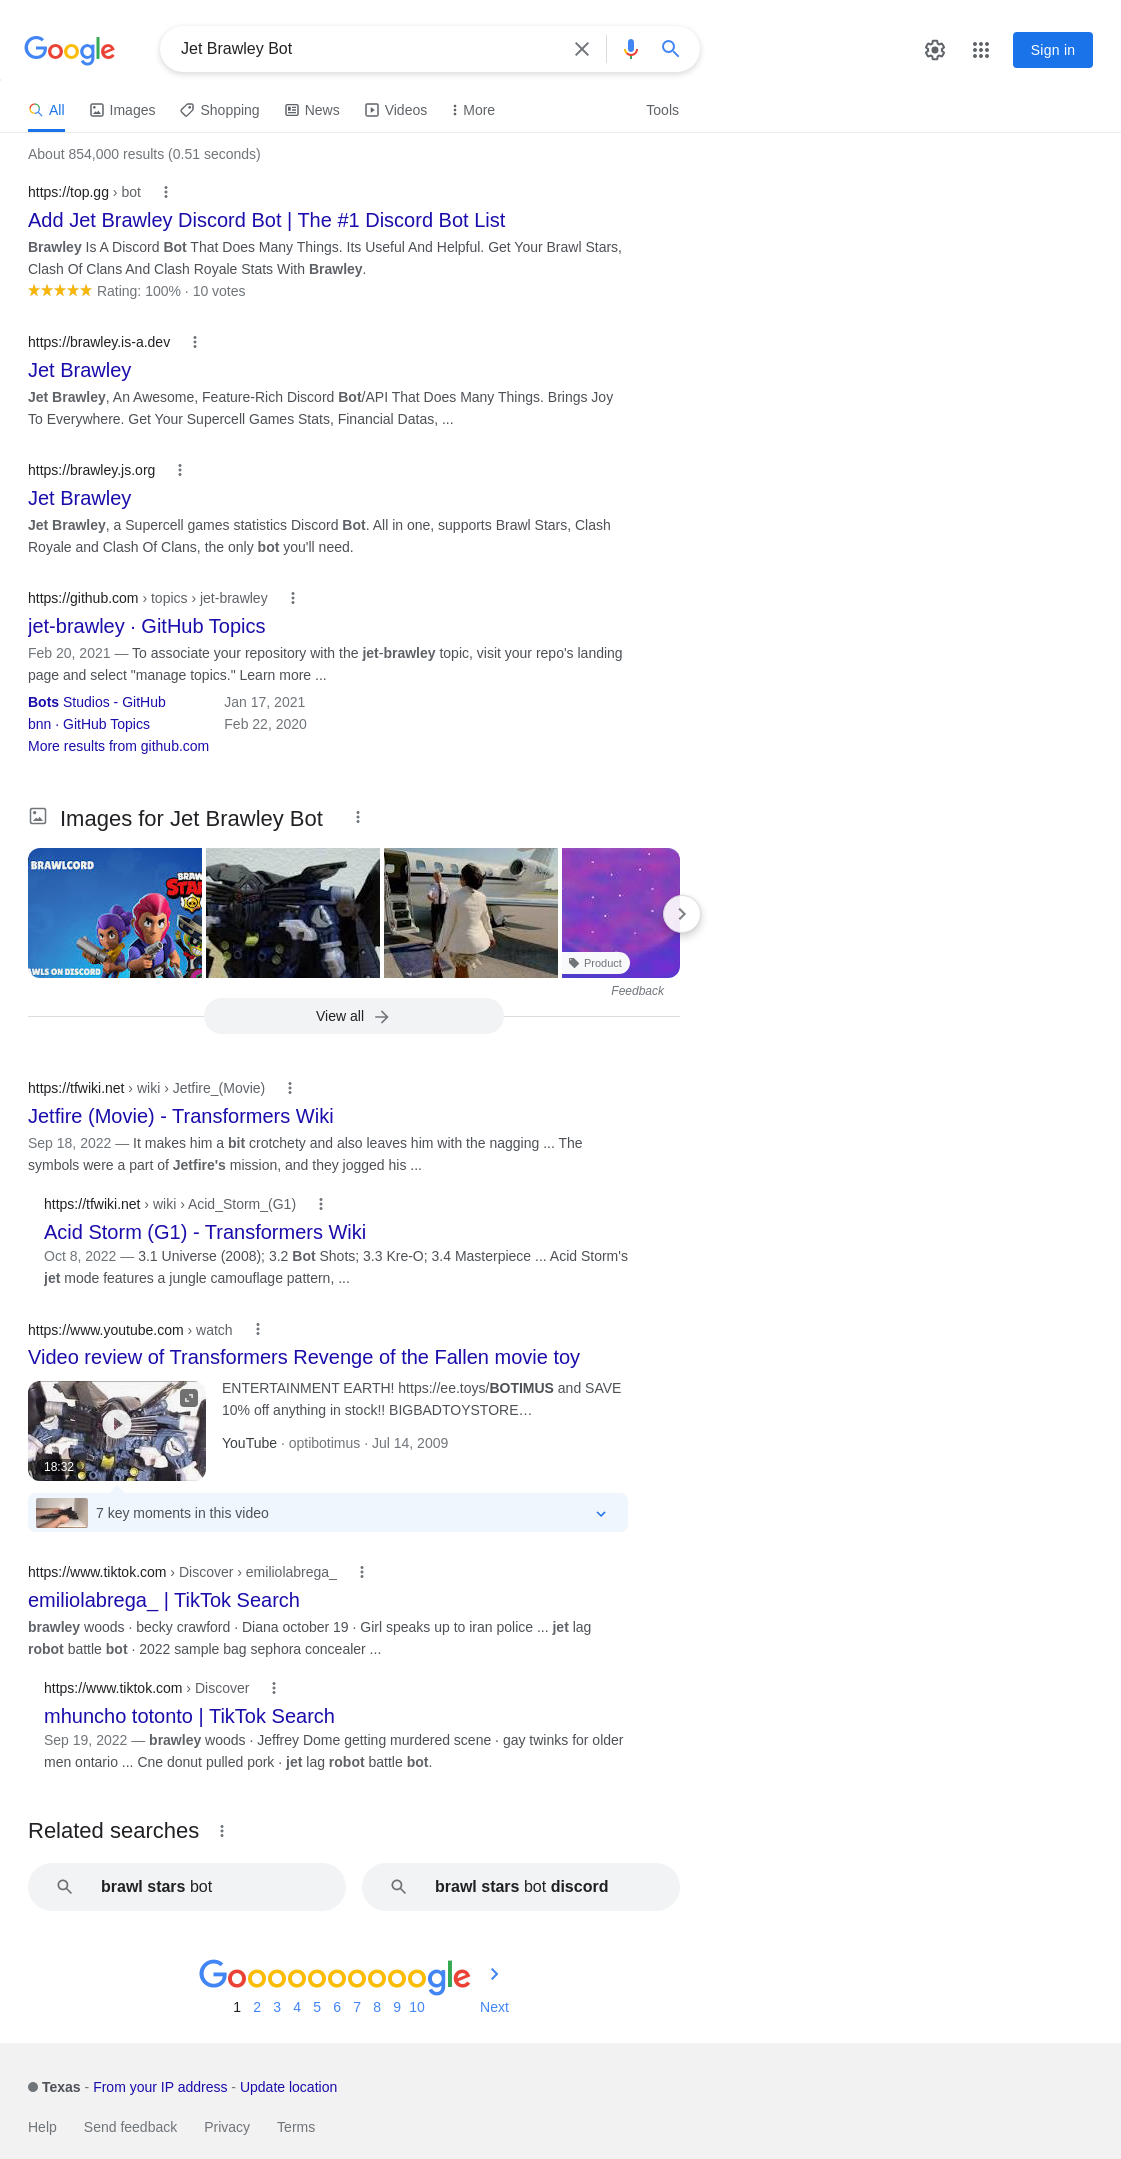 Google
Jet Brawley Bot
Sign in
All
Images
Shopping
News
Videos
More
Tools
About 854,000 results (0.51 seconds)
https://top.gg › bot
Add Jet Brawley Discord Bot | The #1 Discord Bot List
Brawley Is A Discord Bot That Does Many Things. Its Useful And Helpful. Get Your Brawl Stars,
Clash Of Clans And Clash Royale Stats With Brawley.
Rating: 100% · 10 votes
https://brawley.is-a.dev
Jet Brawley
Jet Brawley, An Awesome, Feature-Rich Discord Bot/API That Does Many Things. Brings Joy
To Everywhere. Get Your Supercell Games Stats, Financial Datas, ...
https://brawley.js.org
Jet Brawley
Jet Brawley, a Supercell games statistics Discord Bot. All in one, supports Brawl Stars, Clash
Royale and Clash Of Clans, the only bot you'll need.
https://github.com › topics › jet-brawley
jet-brawley · GitHub Topics
Feb 20, 2021 — To associate your repository with the jet-brawley topic, visit your repo's landing
page and select "manage topics." Learn more ...
Bots Studios - GitHub Jan 17, 2021
bnn · GitHub Topics Feb 22, 2020
More results from github.com
Images for Jet Brawley Bot
BRAWLCORD
BRAW
STA
AWLS ON DISCORD
Product
Feedback
View all
https://tfwiki.net › wiki › Jetfire_(Movie)
Jetfire (Movie) - Transformers Wiki
Sep 18, 2022 — It makes him a bit crotchety and also leaves him with the nagging ... The
symbols were a part of Jetfire's mission, and they jogged his ...
https://tfwiki.net › wiki › Acid_Storm_(G1)
Acid Storm (G1) - Transformers Wiki
Oct 8, 2022 — 3.1 Universe (2008); 3.2 Bot Shots; 3.3 Kre-O; 3.4 Masterpiece ... Acid Storm's
jet mode features a jungle camouflage pattern, ...
https://www.youtube.com › watch
Video review of Transformers Revenge of the Fallen movie toy
ENTERTAINMENT EARTH! https://ee.toys/BOTIMUS and SAVE
10% off anything in stock!! BIGBADTOYSTORE…
YouTube · optibotimus · Jul 14, 2009
18:32
7 key moments in this video
https://www.tiktok.com › Discover › emiliolabrega_
emiliolabrega_ | TikTok Search
brawley woods · becky crawford · Diana october 19 · Girl speaks up to iran police ... jet lag
robot battle bot · 2022 sample bag sephora concealer ...
https://www.tiktok.com › Discover
mhuncho totonto | TikTok Search
Sep 19, 2022 — brawley woods · Jeffrey Dome getting murdered scene · gay twinks for older
men ontario ... Cne donut pulled pork · jet lag robot battle bot.
Related searches
brawl stars bot
brawl stars bot discord
Goooooooooogle
1 2 3 4 5 6 7 8 9 10 Next
Texas - From your IP address - Update location
Help Send feedback Privacy Terms